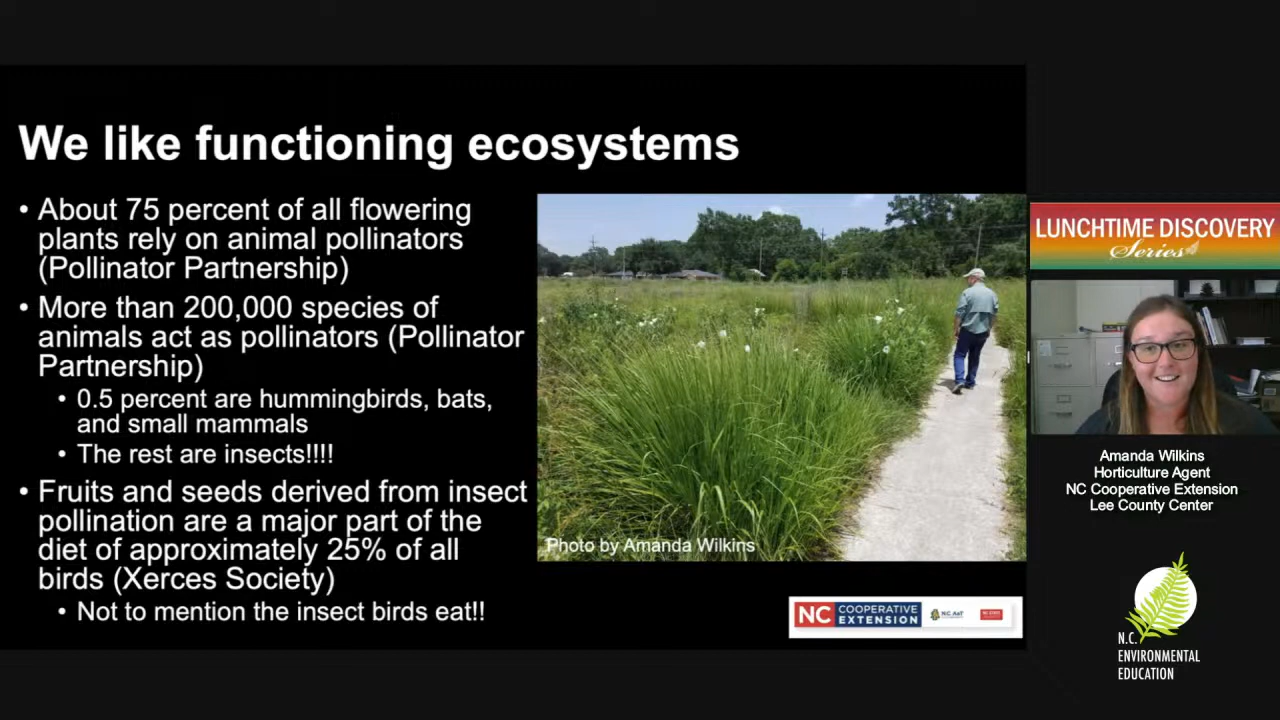 We like functioning ecosystems
• About 75 percent of all flowering
plants rely on animal pollinators
(Pollinator Partnership)
• More than 200,000 species of
animals act as pollinators (Pollinator
Partnership)
• 0.5 percent are hummingbirds, bats,
and small mammals
• The rest are insects!!!!
• Fruits and seeds derived from insect
pollination are a major part of the
diet of approximately 25% of all
birds (Xerces Society)
• Not to mention the insect birds eat!!
Photo by Amanda Wilkins
NC COOPERATIVE
EXTENSION
N.C. A&T
NC STATE
LUNCHTIME DISCOVERY
Series
Amanda Wilkins
Horticulture Agent
NC Cooperative Extension
Lee County Center
N.C.
ENVIRONMENTAL
EDUCATION